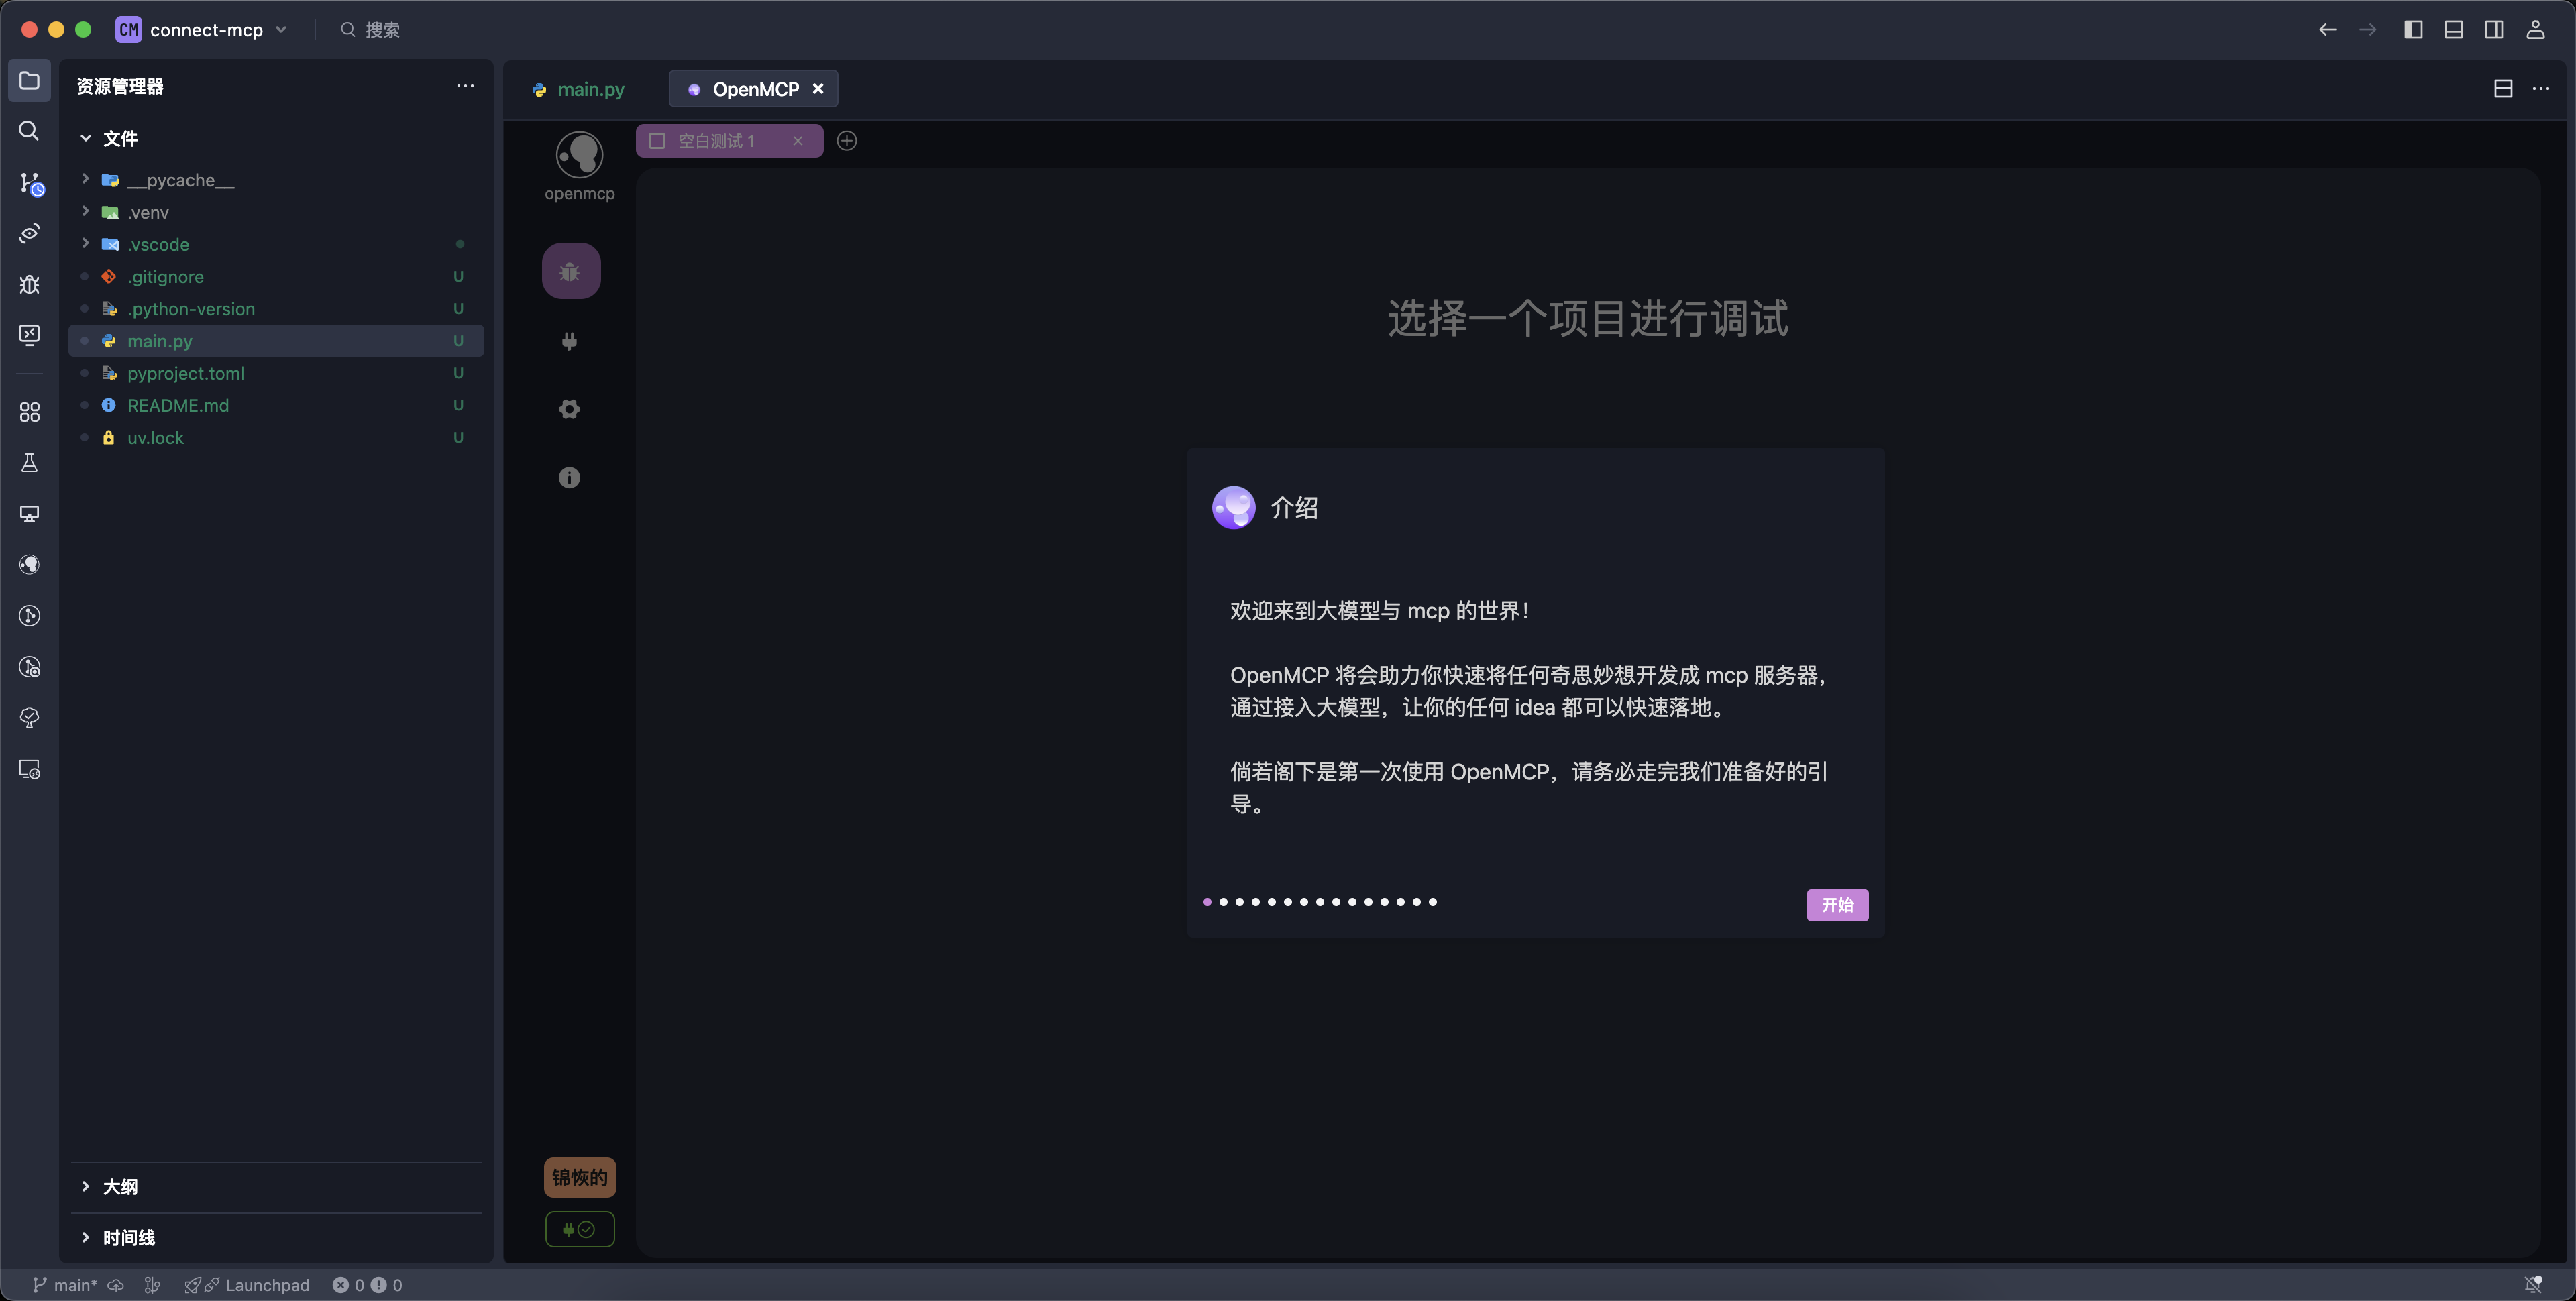 CM connect-mcp
搜索
资源管理器
main.py
OpenMCP
文件
空白测试 1
openmcp
__pycache__
.venv
.vscode
.gitignore U
.python-version U
main.py U
pyproject.toml U
README.md U
uv.lock U
选择一个项目进行调试
介绍
欢迎来到大模型与 mcp 的世界！
OpenMCP 将会助力你快速将任何奇思妙想开发成 mcp 服务器，
通过接入大模型，让你的任何 idea 都可以快速落地。
倘若阁下是第一次使用 OpenMCP，请务必走完我们准备好的引
导。
开始
锦恢的
大纲
时间线
main* Launchpad 0 0